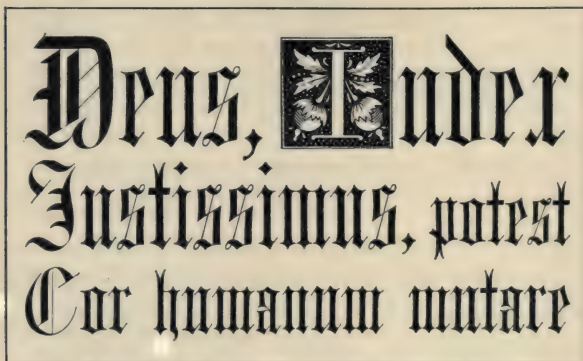 Deus, Iudex
Iustissimus, potest
Cor humanum mutare